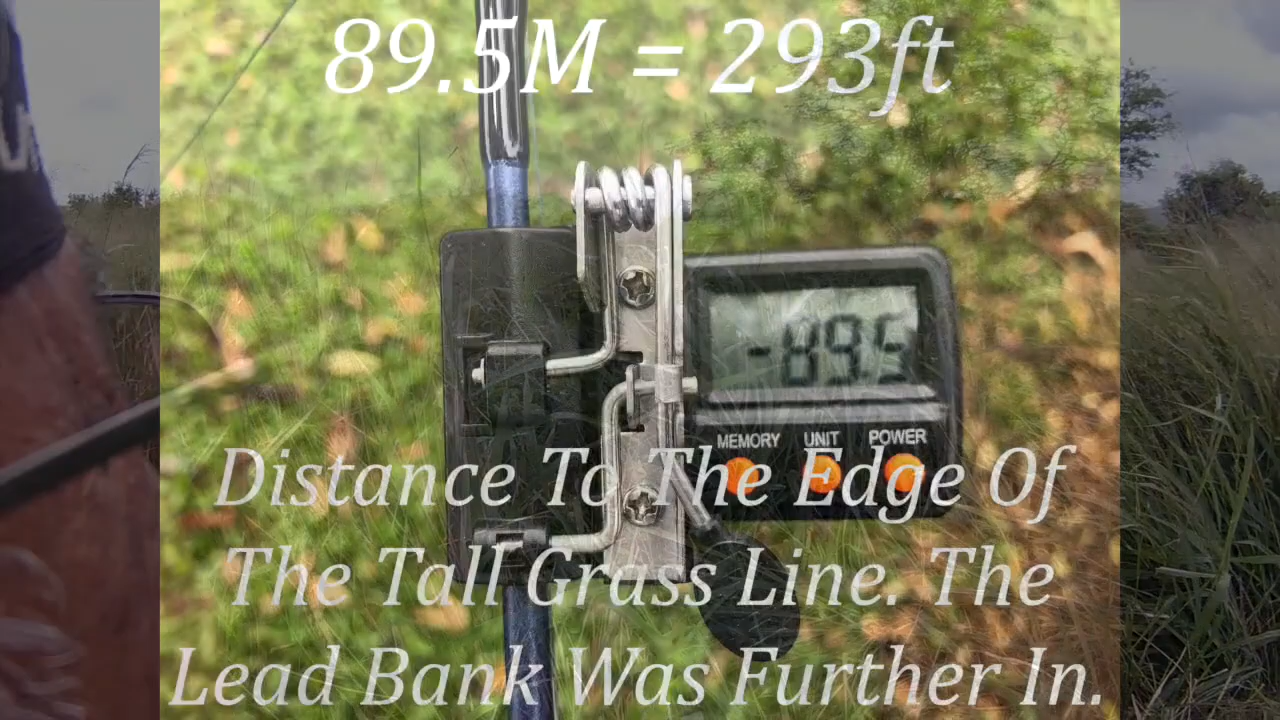 89.5M = 293ft
-89.5
MEMORY UNIT POWER
Distance To The Edge Of
The Tall Grass Line. The
Lead Bank Was Further In.